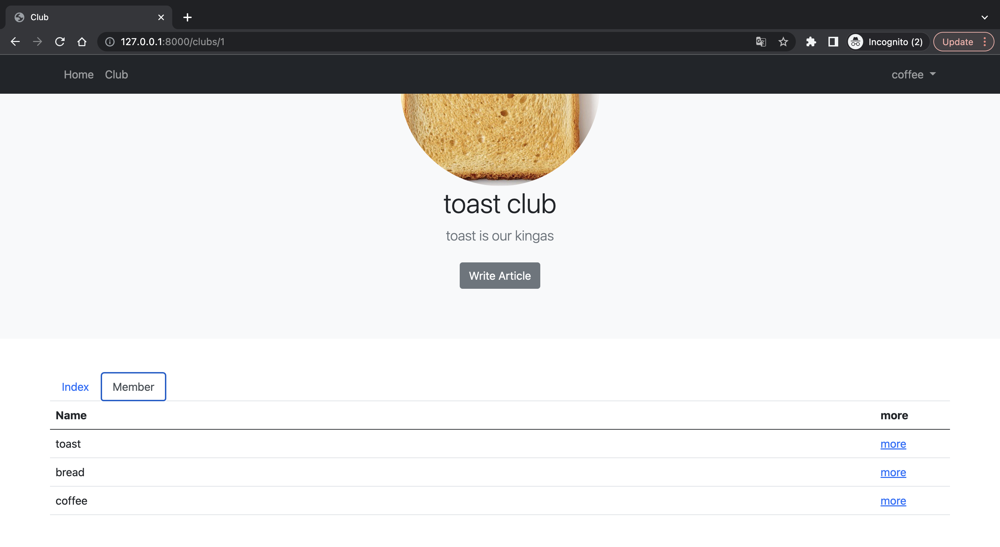 Club
127.0.0.1:8000/clubs/1
Incognito (2)
Update
Home Club
coffee
toast club
toast is our kingas
Write Article
Index Member
Name more
toast more
bread more
coffee more